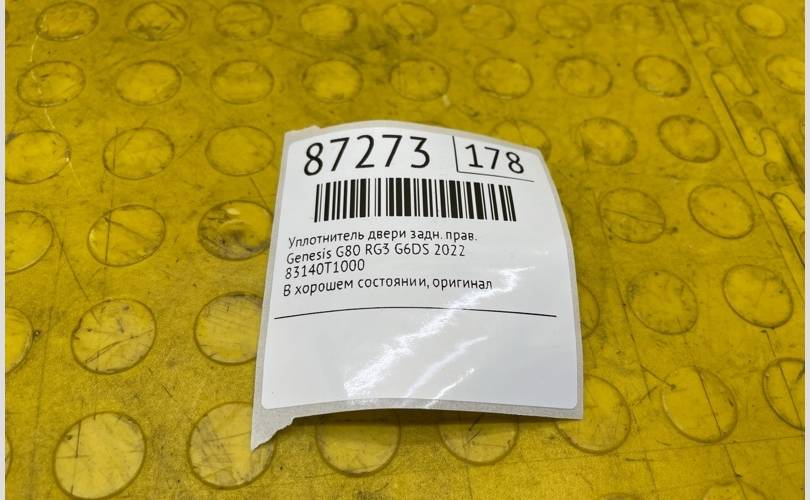 87273 178
Уплотнитель двери задн. прав.
Genesis G80 RG3 G6DS 2022
83140T1000
В хорошем состоянии, оригинал